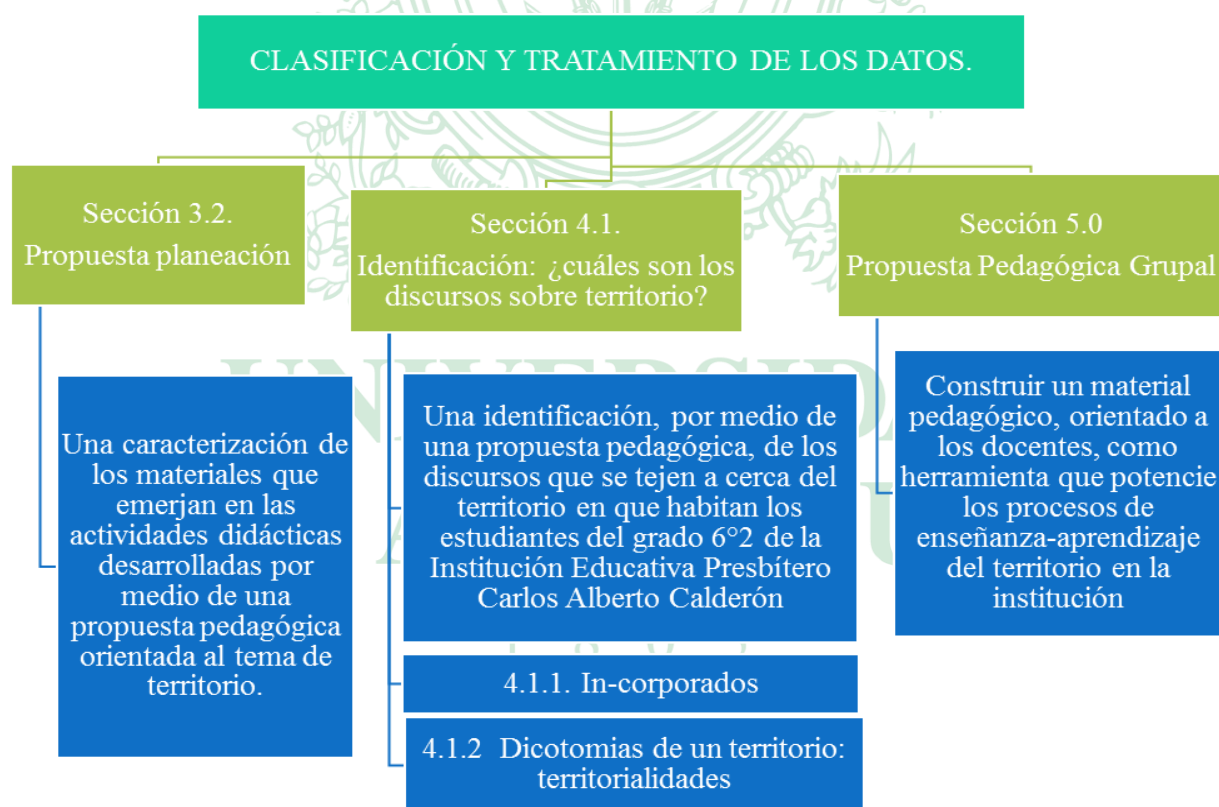 CLASIFICACIÓN Y TRATAMIENTO DE LOS DATOS.
Sección 3.2.
Propuesta planeación
Una caracterización de
los materiales que
emerjan en las
actividades didácticas
desarrolladas por
medio de una
propuesta pedagógica
orientada al tema de
territorio.
Sección 4.1.
Identificación: ¿cuáles son los
discursos sobre territorio?
Una identificación, por medio de
una propuesta pedagógica, de los
discursos que se tejen a cerca del
territorio en que habitan los
estudiantes del grado 6°2 de la
Institución Educativa Presbítero
Carlos Alberto Calderón
4.1.1. In-corporados
4.1.2 Dicotomias de un territorio:
territorialidades
Sección 5.0
Propuesta Pedagógica Grupal
Construir un material
pedagógico, orientado a
los docentes, como
herramienta que potencie
los procesos de
enseñanza-aprendizaje
del territorio en la
institución